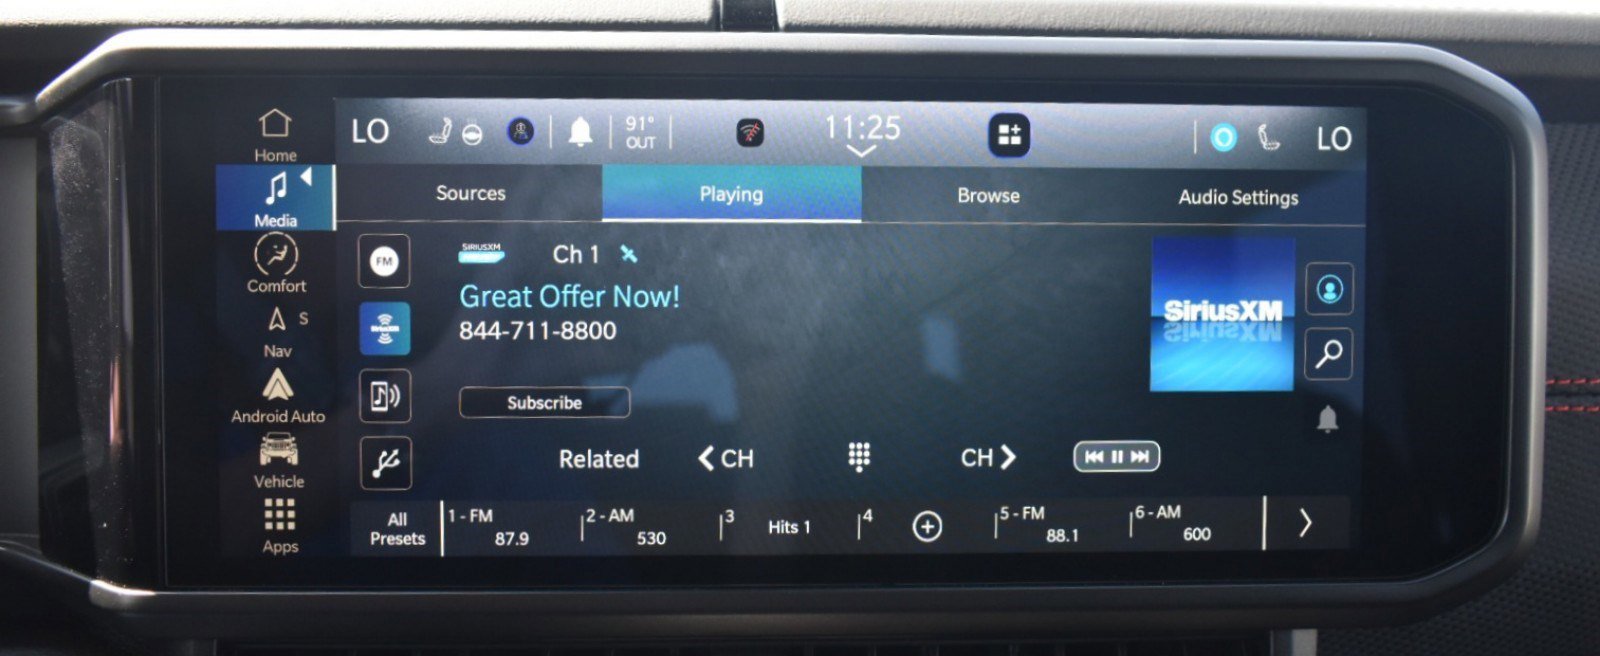 Home
Media
Comfort
S
Nav
Android Auto
Vehicle
Apps
LO
91°
OUT
11:25
LO
Sources
Playing
Browse
Audio Settings
FM
SIRIUSXM
Ch 1
Great Offer Now!
844-711-8800
SiriusXM
SiriusXM
Subscribe
Related
CH
CH
All
Presets
1 - FM
87.9
2 - AM
530
3
Hits 1
4
5 - FM
88.1
6 - AM
600